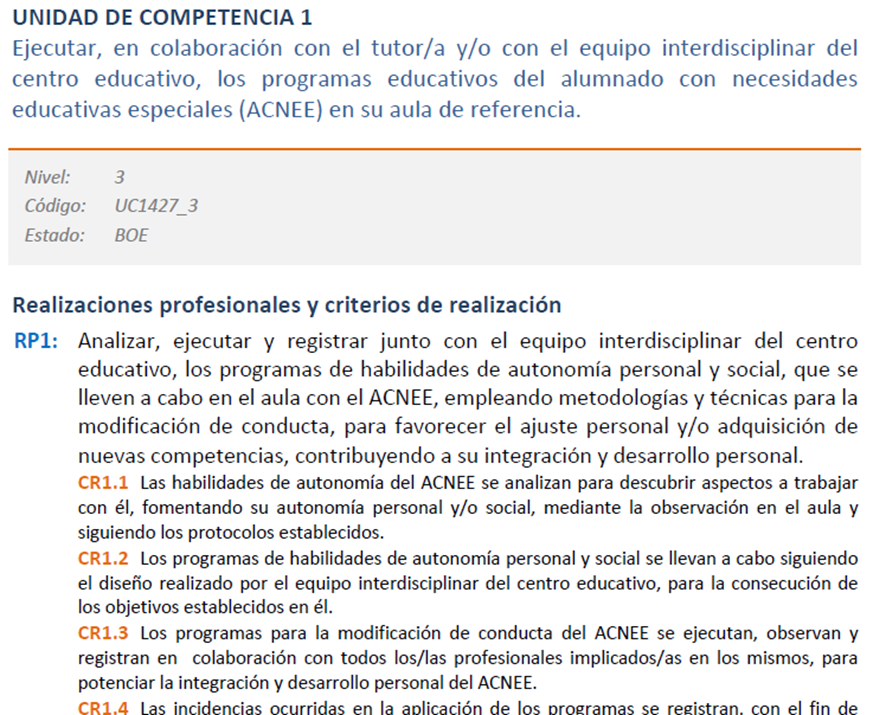 UNIDAD DE COMPETENCIA 1
Ejecutar, en colaboración con el tutor/a y/o con el equipo interdisciplinar del
centro educativo, los programas educativos del alumnado con necesidades
educativas especiales (ACNEE) en su aula de referencia.
Nivel: 3
Código: UC1427_3
Estado: BOE
Realizaciones profesionales y criterios de realización
RP1: Analizar, ejecutar y registrar junto con el equipo interdisciplinar del centro
educativo, los programas de habilidades de autonomía personal y social, que se
lleven a cabo en el aula con el ACNEE, empleando metodologías y técnicas para la
modificación de conducta, para favorecer el ajuste personal y/o adquisición de
nuevas competencias, contribuyendo a su integración y desarrollo personal.
CR1.1 Las habilidades de autonomía del ACNEE se analizan para descubrir aspectos a trabajar
con él, fomentando su autonomía personal y/o social, mediante la observación en el aula y
siguiendo los protocolos establecidos.
CR1.2 Los programas de habilidades de autonomía personal y social se llevan a cabo siguiendo
el diseño realizado por el equipo interdisciplinar del centro educativo, para la consecución de
los objetivos establecidos en él.
CR1.3 Los programas para la modificación de conducta del ACNEE se ejecutan, observan y
registran en colaboración con todos los/las profesionales implicados/as en los mismos, para
potenciar la integración y desarrollo personal del ACNEE.
CR1.4 Las incidencias ocurridas en la aplicación de los programas se registran, con el fin de